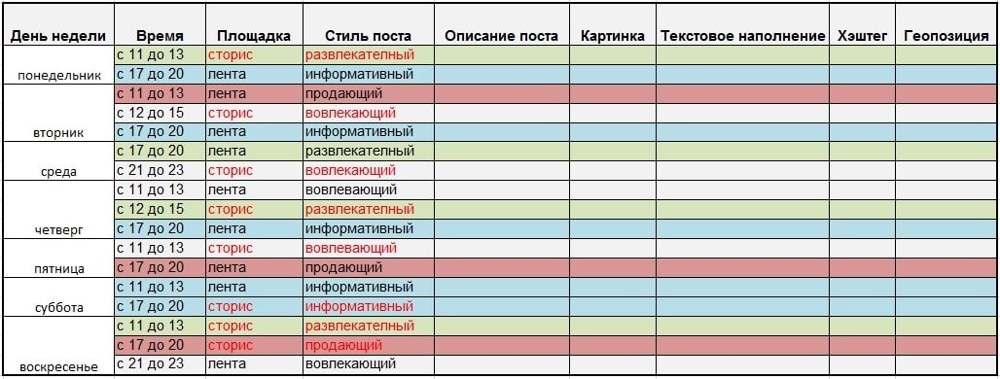 День недели Время Площадка Стиль поста Описание поста Картинка Текстовое наполнение Хэштег Геопозиция
понедельник с 11 до 13 сторис развлекателный
с 17 до 20 лента информативный
вторник с 11 до 13 лента продающий
с 12 до 15 сторис вовлекающий
с 17 до 20 лента информативный
среда с 17 до 20 лента развлекателный
с 21 до 23 сторис вовлекающий
четверг с 11 до 13 лента вовлевающий
с 12 до 15 сторис развлекателный
с 17 до 20 лента информативный
пятница с 11 до 13 сторис вовлевающий
с 17 до 20 лента продающий
суббота с 11 до 13 лента информативный
с 17 до 20 сторис информативный
воскресенье с 11 до 13 сторис развлекателный
с 17 до 20 сторис продающий
с 21 до 23 лента вовлекающий